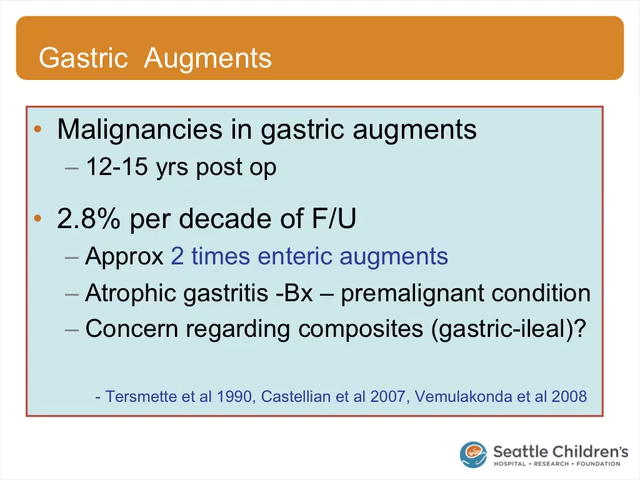 Gastric Augments
• Malignancies in gastric augments
– 12-15 yrs post op
• 2.8% per decade of F/U
– Approx 2 times enteric augments
– Atrophic gastritis -Bx – premalignant condition
– Concern regarding composites (gastric-ileal)?
- Tersmette et al 1990, Castellian et al 2007, Vemulakonda et al 2008
Seattle Children's
HOSPITAL • RESEARCH • FOUNDATION